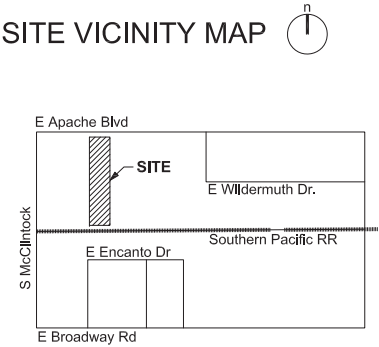 SITE VICINITY MAP
n
E Apache Blvd
SITE
E Wildermuth Dr.
S McClintock
Southern Pacific RR
E Encanto Dr
E Broadway Rd